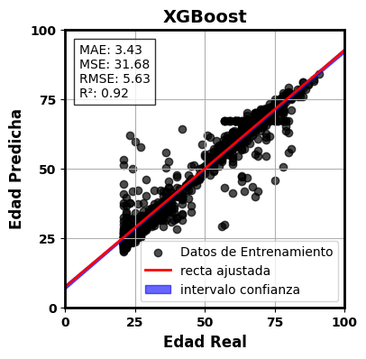 XGBoost
MAE: 3.43
MSE: 31.68
RMSE: 5.63
R²: 0.92
100
75
50
25
0
Edad Predicha
Datos de Entrenamiento
recta ajustada
intervalo confianza
0 25 50 75 100
Edad Real